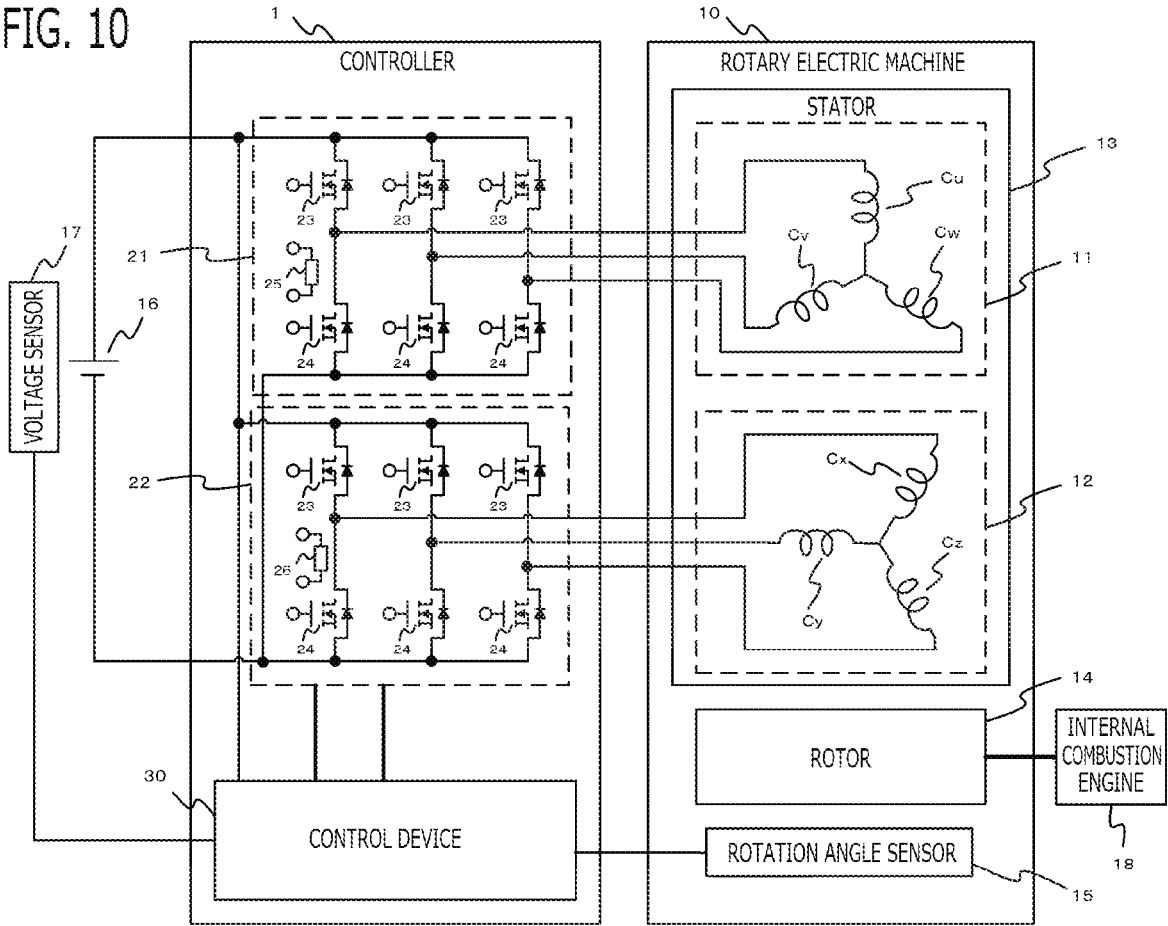 FIG. 10
1
CONTROLLER
10
ROTARY ELECTRIC MACHINE
STATOR
13
23
23
23
Cu
Cv
Cw
17
21
25
11
VOLTAGE SENSOR
16
24
24
24
22
23
23
23
Cx
12
26
Cz
24
24
24
Cy
14
ROTOR
INTERNAL
COMBUSTION
ENGINE
30
CONTROL DEVICE
ROTATION ANGLE SENSOR
18
15